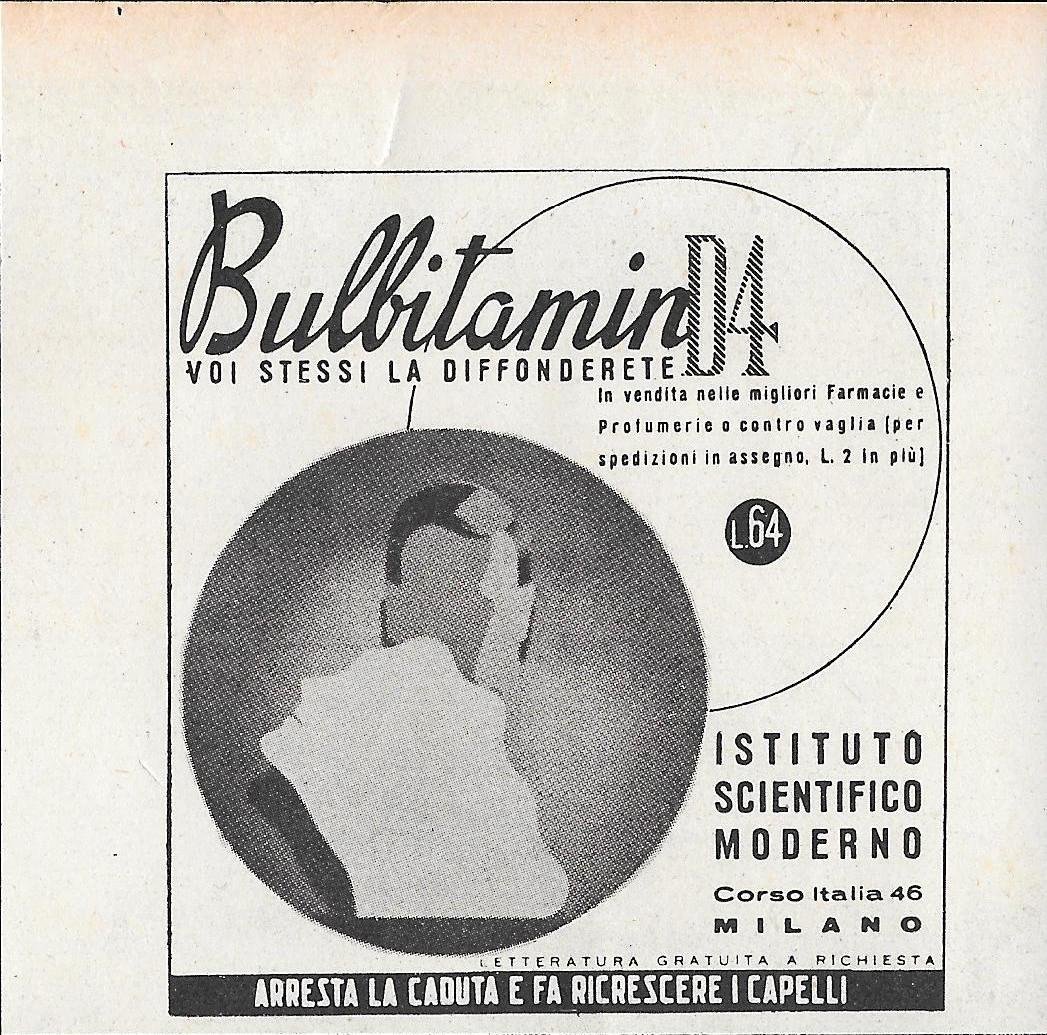 Bulbitamin D4
VOI STESSI LA DIFFONDERETE
In vendita nelle migliori Farmacie e
Profumerie o contro vaglia (per
spedizioni in assegno, L. 2 in più)
L.64
ISTITUTO
SCIENTIFICO
MODERNO
Corso Italia 46
MILANO
LETTERATURA GRATUITA A RICHIESTA
ARRESTA LA CADUTA E FA RICRESCERE I CAPELLI